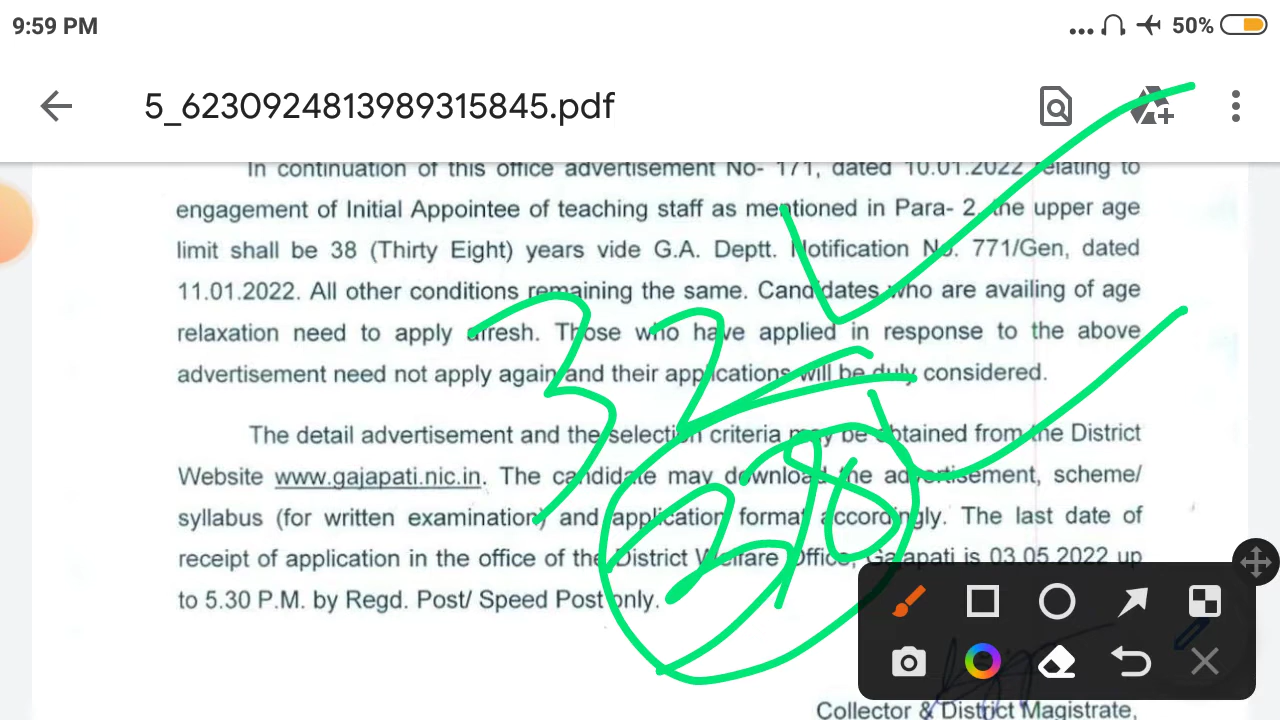 9:59 PM
50%
5_6230924813989315845.pdf
In continuation of this office advertisement No- 171, dated 10.01.2022 relating to
engagement of Initial Appointee of teaching staff as mentioned in Para- 2, the upper age
limit shall be 38 (Thirty Eight) years vide G.A. Deptt. Notification No. 771/Gen, dated
11.01.2022. All other conditions remaining the same. Candidates who are availing of age
relaxation need to apply afresh. Those who have applied in response to the above
advertisement need not apply again and their applications will be duly considered.
32
The detail advertisement and the selection criteria may be obtained from the District
Website www.gajapati.nic.in. The candidate may download the advertisement, scheme/
38
syllabus (for written examination) and application format accordingly. The last date of
receipt of application in the office of the District Welfare Office, Gajapati is 03.05.2022 up
to 5.30 P.M. by Regd. Post/ Speed Post only.
Collector & District Magistrate,